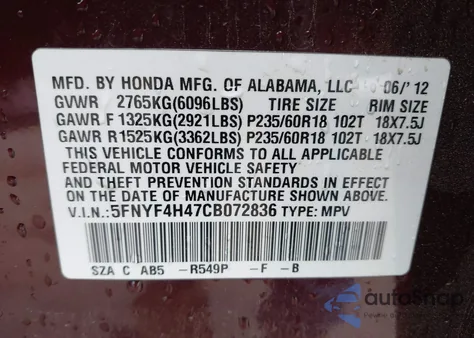 MFD. BY HONDA MFG. OF ALABAMA, LLC 06/'12
GVWR 2765KG(6096LBS) TIRE SIZE RIM SIZE
GAWR F 1325KG(2921LBS) P235/60R18 102T 18X7.5J
GAWR R 1525KG(3362LBS) P235/60R18 102T 18X7.5J
THIS VEHICLE CONFORMS TO ALL APPLICABLE
FEDERAL MOTOR VEHICLE SAFETY
AND THEFT PREVENTION STANDARDS IN EFFECT
ON THE DATE OF MANUFACTURE SHOWN ABOVE.
V.I.N.: 5FNYF4H47CB072836 TYPE: MPV
SZA C AB5 -R549P -F -B
autoSnap